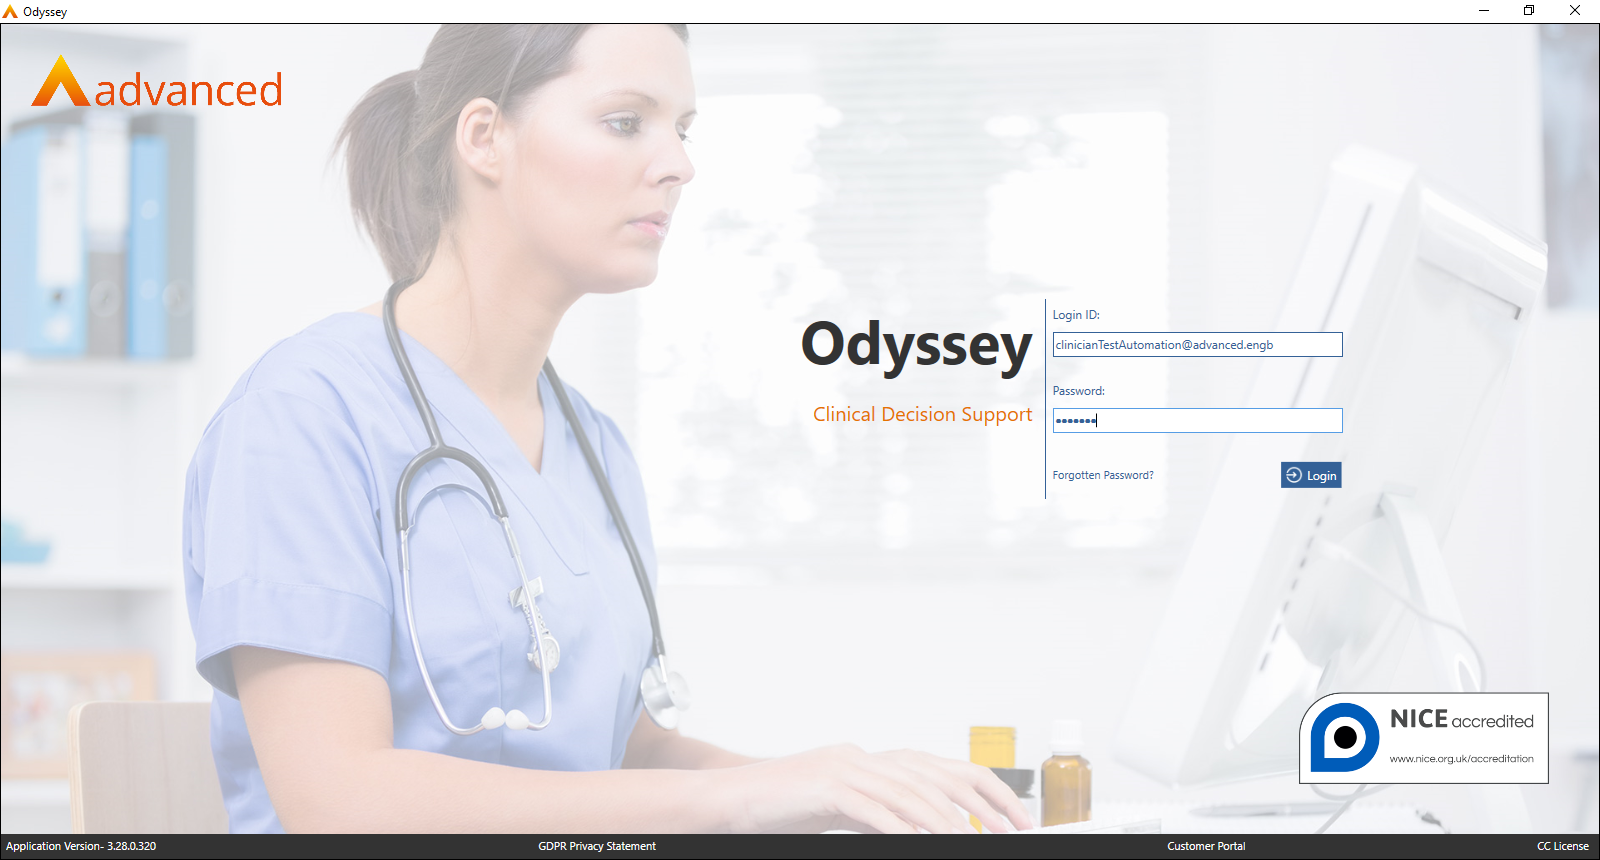 Odyssey
advanced
Odyssey
Clinical Decision Support
Login ID:
clinicianTestAutomation@advanced.engb
Password:
•••••••
Forgotten Password?
Login
NICE accredited
www.nice.org.uk/accreditation
Application Version- 3.28.0.320
GDPR Privacy Statement
Customer Portal
CC License